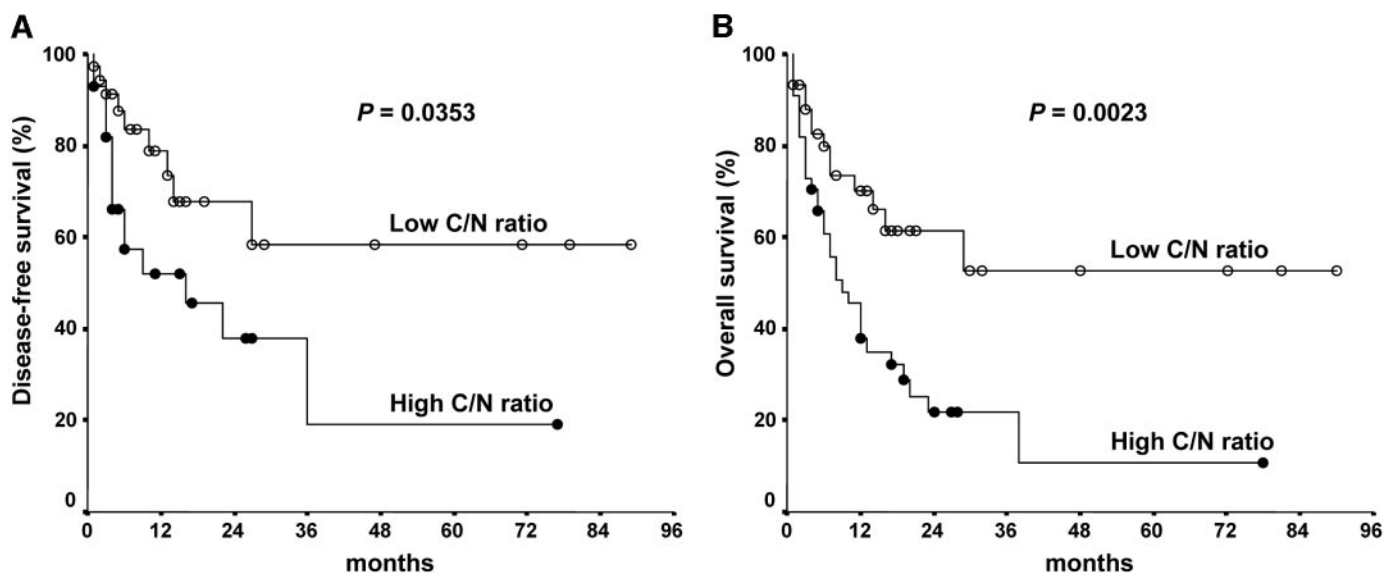 A
Disease-free survival (%)
100
80
60
40
20
0
P = 0.0353
Low C/N ratio
High C/N ratio
0 12 24 36 48 60 72 84 96
months
B
Overall survival (%)
100
80
60
40
20
0
P = 0.0023
Low C/N ratio
High C/N ratio
0 12 24 36 48 60 72 84 96
months